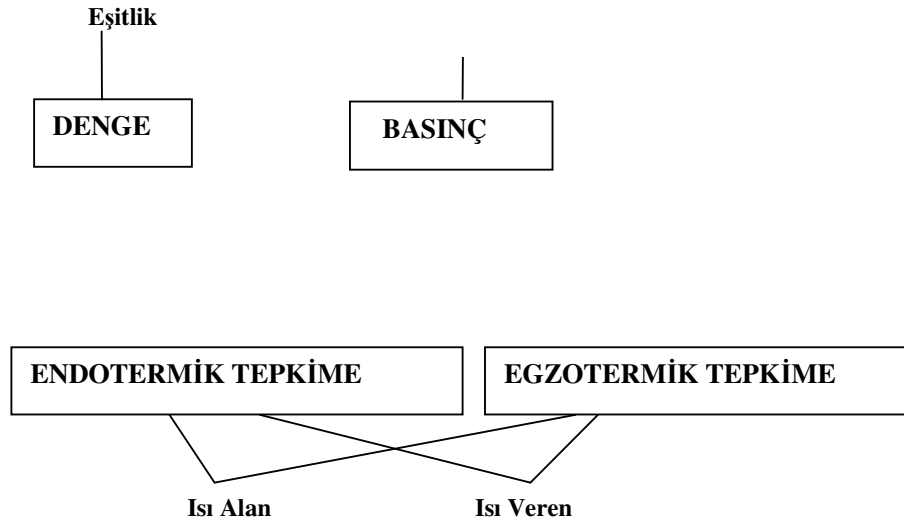 Eşitlik
DENGE
BASINÇ
ENDOTERMİK TEPKİME
EGZOTERMİK TEPKİME
Isı Alan
Isı Veren